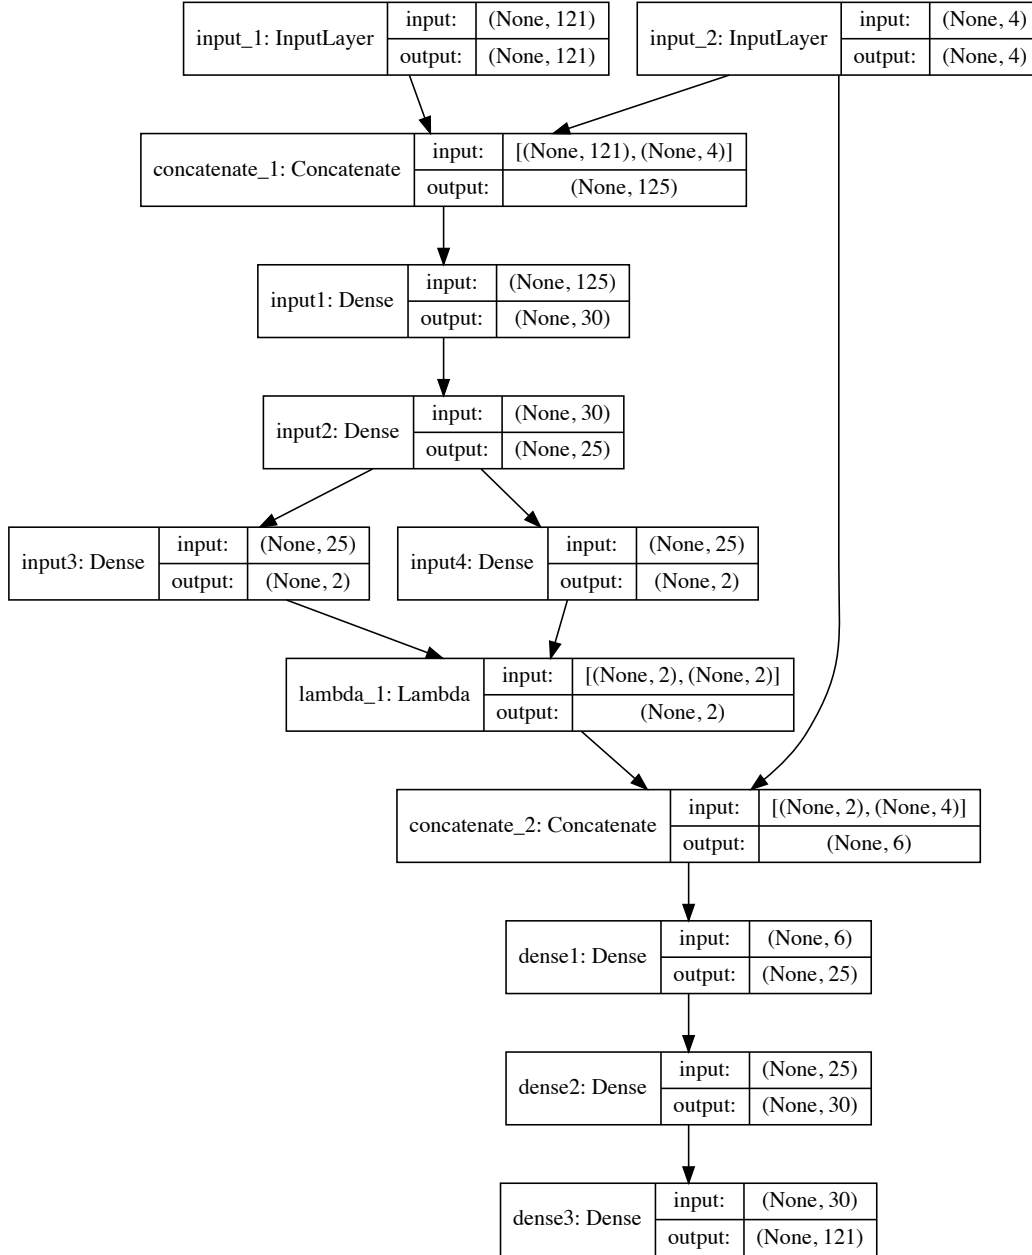 input_1: InputLayer
input: (None, 121)
output: (None, 121)
input_2: InputLayer
input: (None, 4)
output: (None, 4)
concatenate_1: Concatenate
input: [(None, 121), (None, 4)]
output: (None, 125)
input1: Dense
input: (None, 125)
output: (None, 30)
input2: Dense
input: (None, 30)
output: (None, 25)
input3: Dense
input: (None, 25)
output: (None, 2)
input4: Dense
input: (None, 25)
output: (None, 2)
lambda_1: Lambda
input: [(None, 2), (None, 2)]
output: (None, 2)
concatenate_2: Concatenate
input: [(None, 2), (None, 4)]
output: (None, 6)
dense1: Dense
input: (None, 6)
output: (None, 25)
dense2: Dense
input: (None, 25)
output: (None, 30)
dense3: Dense
input: (None, 30)
output: (None, 121)